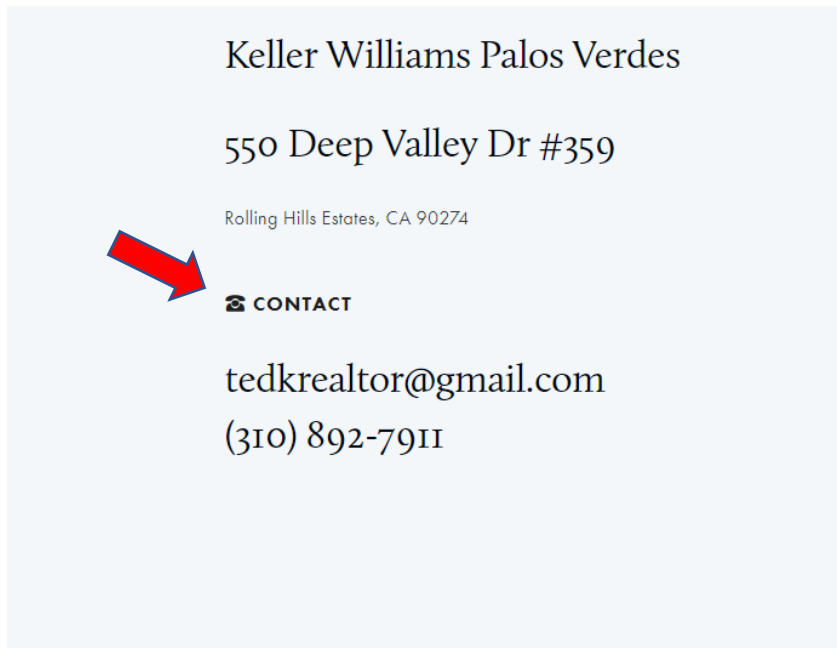 Keller Williams Palos Verdes
550 Deep Valley Dr #359
Rolling Hills Estates, CA 90274
☎ CONTACT
tedkrealtor@gmail.com
(310) 892-7911